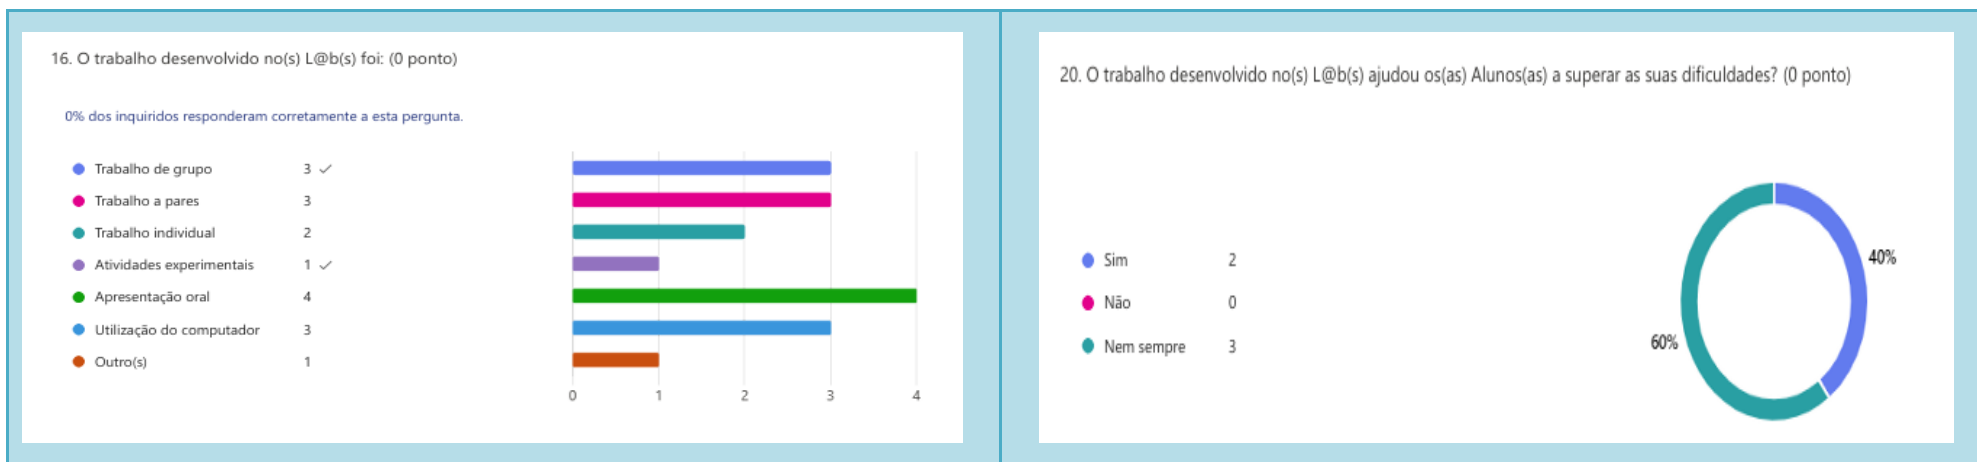 16. O trabalho desenvolvido no(s) L@b(s) foi: (0 ponto)
0% dos inquiridos responderam corretamente a esta pergunta.
Trabalho de grupo 3 ✓
Trabalho a pares 3
Trabalho individual 2
Atividades experimentais 1 ✓
Apresentação oral 4
Utilização do computador 3
Outro(s) 1
0 1 2 3 4
20. O trabalho desenvolvido no(s) L@b(s) ajudou os(as) Alunos(as) a superar as suas dificuldades? (0 ponto)
Sim 2
Não 0
Nem sempre 3
40%
60%